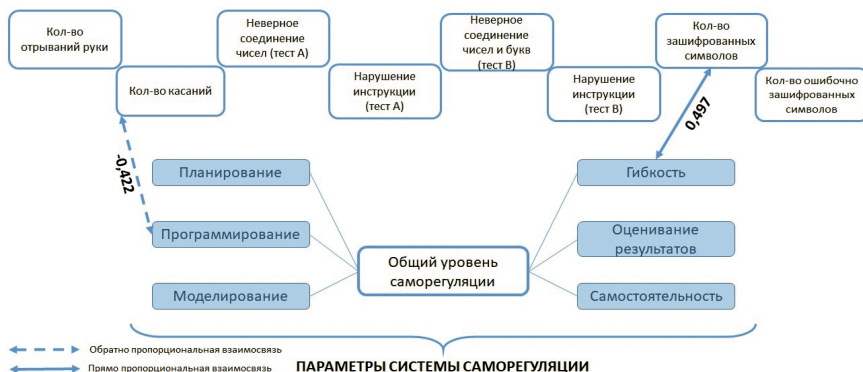 Кол-во
отрываний руки
Кол-во касаний
Неверное
соединение
чисел (тест А)
Нарушение
инструкции
(тест А)
Неверное
соединение
чисел и букв
(тест В)
Нарушение
инструкции
(тест В)
Кол-во
зашифрованных
символов
Кол-во ошибочно
зашифрованных
символов
-0,422
0,497
Планирование
Программирование
Моделирование
Общий уровень
саморегуляции
Гибкость
Оценивание
результатов
Самостоятельность
Обратно пропорциональная взаимосвязь
Прямо пропорциональная взаимосвязь
ПАРАМЕТРЫ СИСТЕМЫ САМОРЕГУЛЯЦИИ